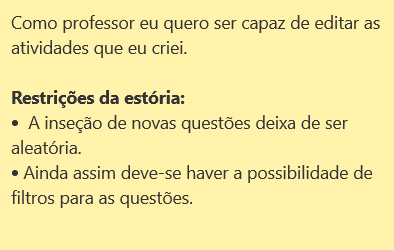 Como professor eu quero ser capaz de editar as
atividades que eu criei.
Restrições da estória:
• A inseção de novas questões deixa de ser
aleatória.
• Ainda assim deve-se haver a possibilidade de
filtros para as questões.